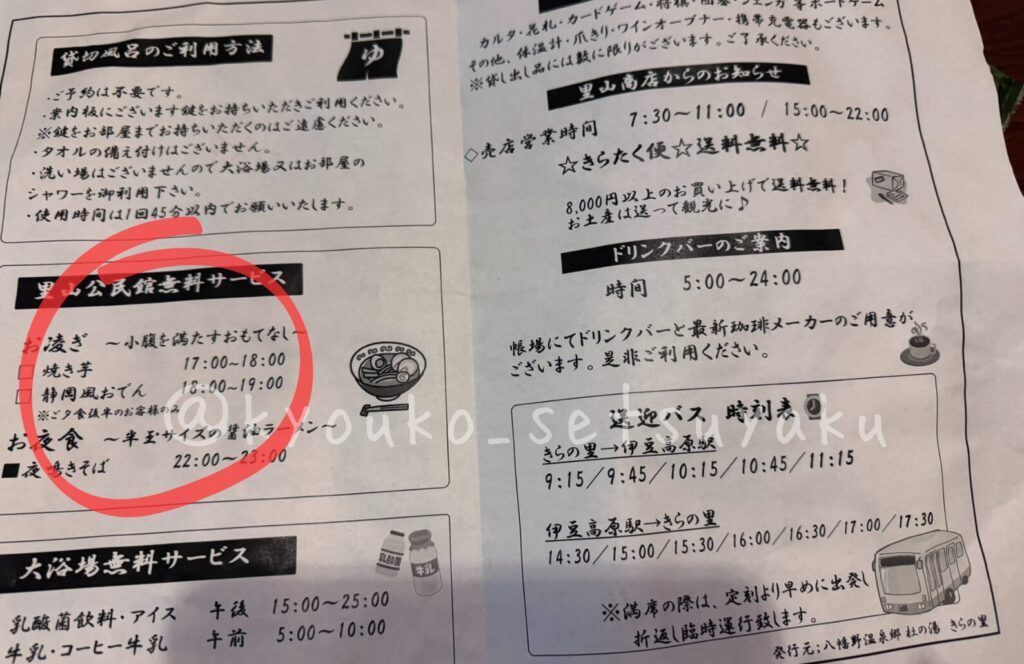 貸切風呂のご利用方法
ゆ
・ご予約は不要です。
・案内板にございます鍵をお持ちいただきご利用ください。
※鍵をお部屋までお持ちいただくのはご遠慮ください。
・タオルの備え付けはございません。
・洗い場はございませんので大浴場又はお部屋の
シャワーを御利用下さい。
・使用時間は1回45分以内でお願いいたします。
里山公民館無料サービス
お凌ぎ ～小腹を満たすおもてなし～
□ 焼き芋 17:00～18:00
□ 静岡風おでん 18:00～19:00
※ご夕食後半のお客様のみ
お夜食 ～半玉サイズの醤油ラーメン～
■夜鳴きそば 22:00～23:00
大浴場無料サービス
乳酸菌
牛乳
乳酸菌飲料・アイス 午後 15:00～25:00
牛乳・コーヒー牛乳 午前 5:00～10:00
カルタ・花札・カードゲーム・将棋・囲碁・ジェンガ 等ボードゲーム
その他、体温計・爪きり・ワインオープナー・携帯充電器もございます。
※貸し出し品には数に限りがございます。ご了承ください。
里山商店からのお知らせ
◇売店営業時間 7:30～11:00 / 15:00～22:00
☆きらたく便☆送料無料☆
8,000円以上のお買い上げで送料無料!
お土産は送って観光に♪
ドリンクバーのご案内
時間 5:00～24:00
帳場にてドリンクバーと最新珈琲メーカーのご用意が
ございます。是非ご利用ください。
送迎バス 時刻表
きらの里→伊豆高原駅
9:15/9:45/10:15/10:45/11:15
伊豆高原駅→きらの里
14:30/15:00/15:30/16:00/16:30/17:00/17:30
※満席の際は、定刻より早めに出発し
折返し臨時運行致します。
発行元;八幡野温泉郷 杜の湯 きらの里
@kyouko_setsuyaku